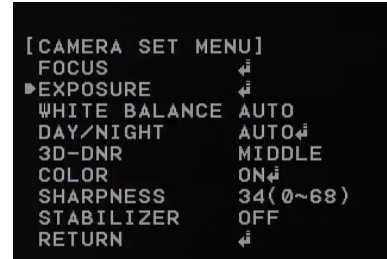 [CAMERA SET MENU]
FOCUS ↲
▶EXPOSURE ↲
WHITE BALANCE AUTO
DAY/NIGHT AUTO↲
3D-DNR MIDDLE
COLOR ON↲
SHARPNESS 34(0~68)
STABILIZER OFF
RETURN ↲